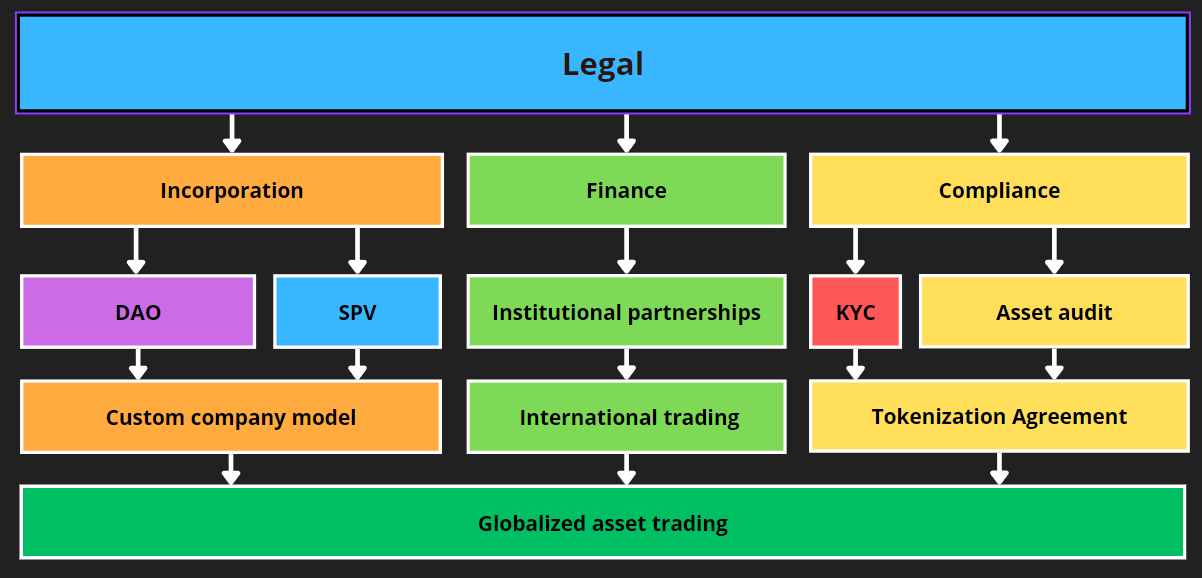 Legal
Incorporation
Finance
Compliance
DAO
SPV
Institutional partnerships
KYC
Asset audit
Custom company model
International trading
Tokenization Agreement
Globalized asset trading